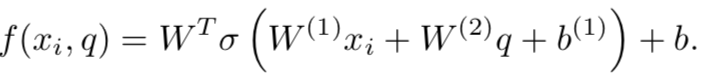 f(x_i, q) = W^T σ (W^{(1)} x_i + W^{(2)} q + b^{(1)}) + b.